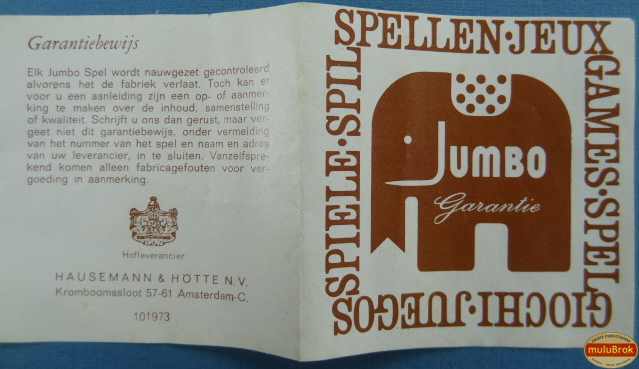 Garantiebewijs
Elk Jumbo Spel wordt nauwgezet gecontroleerd
alvorens het de fabriek verlaat. Toch kan er
voor u een aanleiding zijn een op- of aanmer-
king te maken over de inhoud, samenstelling
of kwaliteit. Schrijft u ons dan gerust, maar ver-
geet niet dit garantiebewijs, onder vermelding
van het nummer van het spel en naam en adres
van uw leverancier, in te sluiten. Vanzelfspre-
kend komen alleen fabricagefouten voor ver-
goeding in aanmerking.
Hofleverancier
HAUSEMANN & HÖTTE N.V.
Kromboomssloot 57-61 Amsterdam-C.
101973
SPELLEN·JEUX
GAMES·SPEL
GIOCHI·JUEGOS
SPIELE·SPIL
JUMBO
Garantie
muluBrok